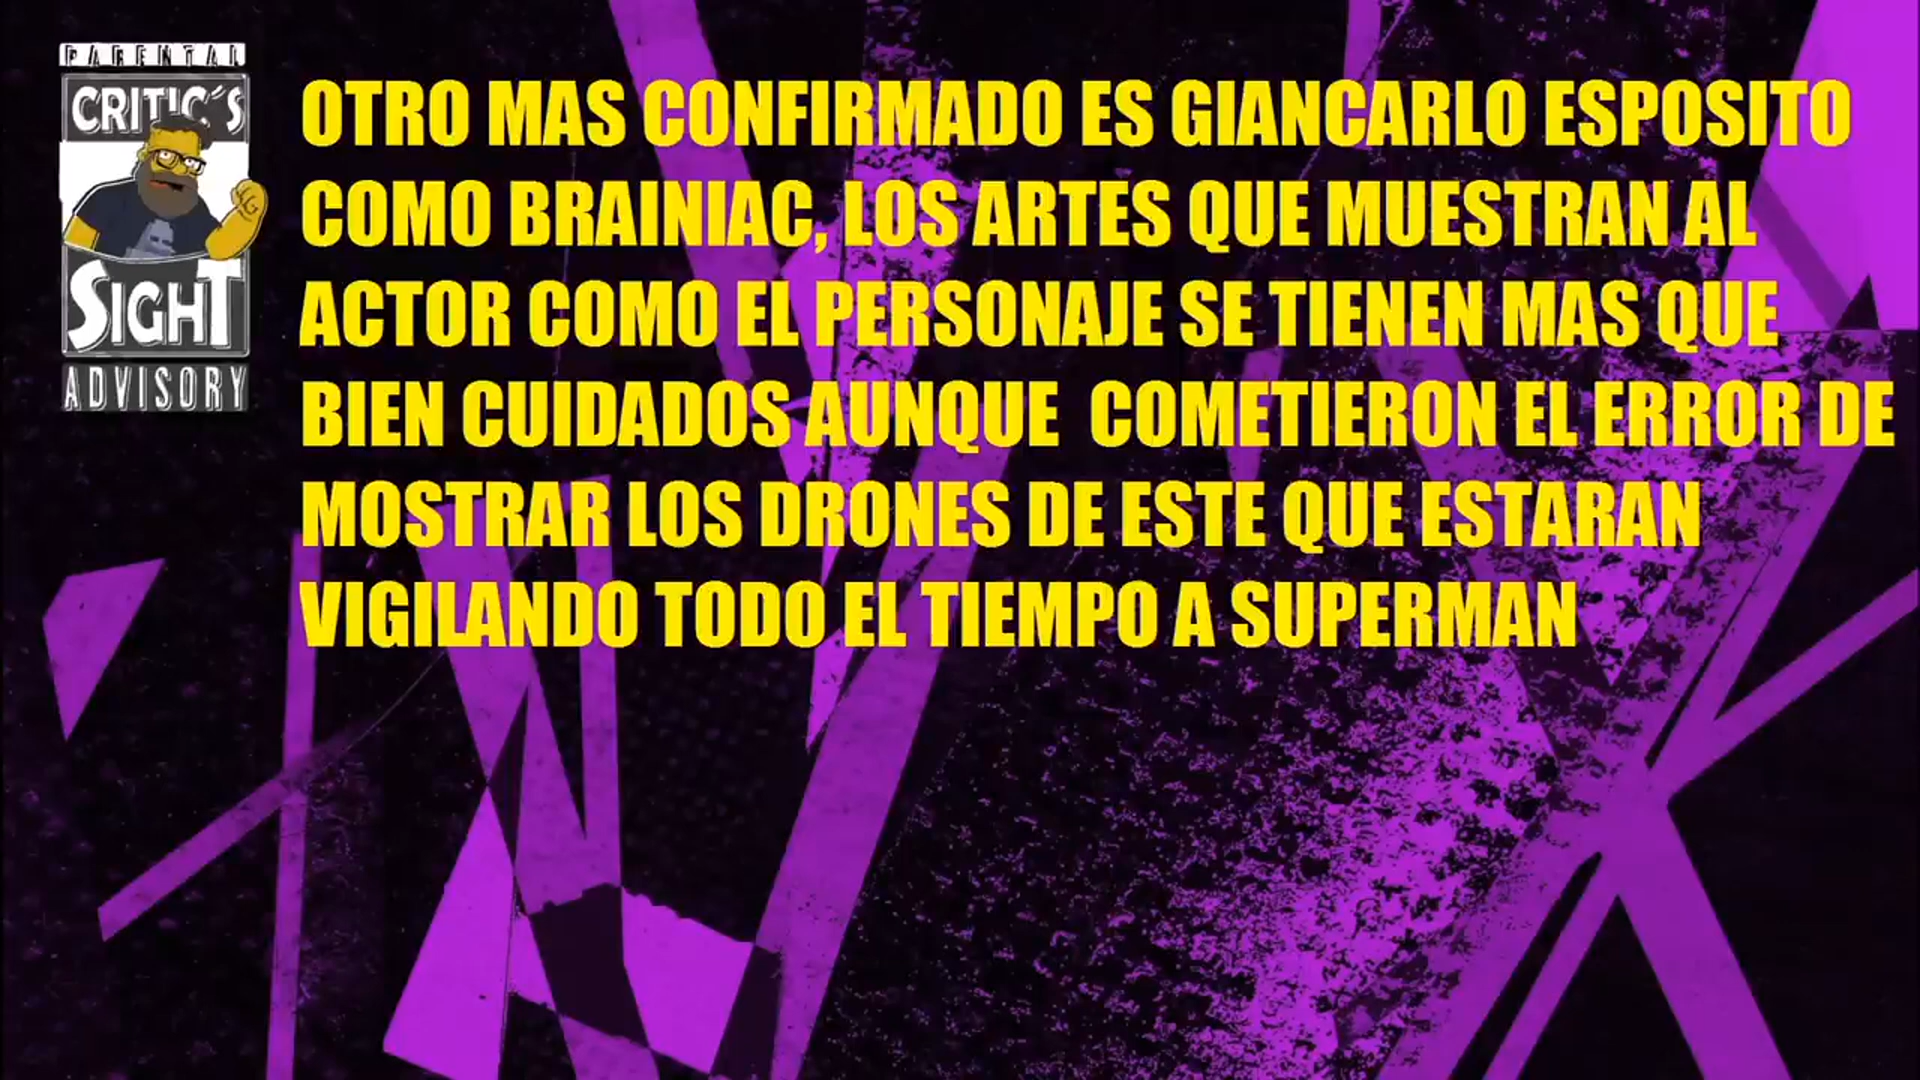 PARENTAL
CRITIC´S
SIGHT
ADVISORY
OTRO MAS CONFIRMADO ES GIANCARLO ESPOSITO
COMO BRAINIAC, LOS ARTES QUE MUESTRAN AL
ACTOR COMO EL PERSONAJE SE TIENEN MAS QUE
BIEN CUIDADOS AUNQUE  COMETIERON EL ERROR DE
MOSTRAR LOS DRONES DE ESTE QUE ESTARAN
VIGILANDO TODO EL TIEMPO A SUPERMAN